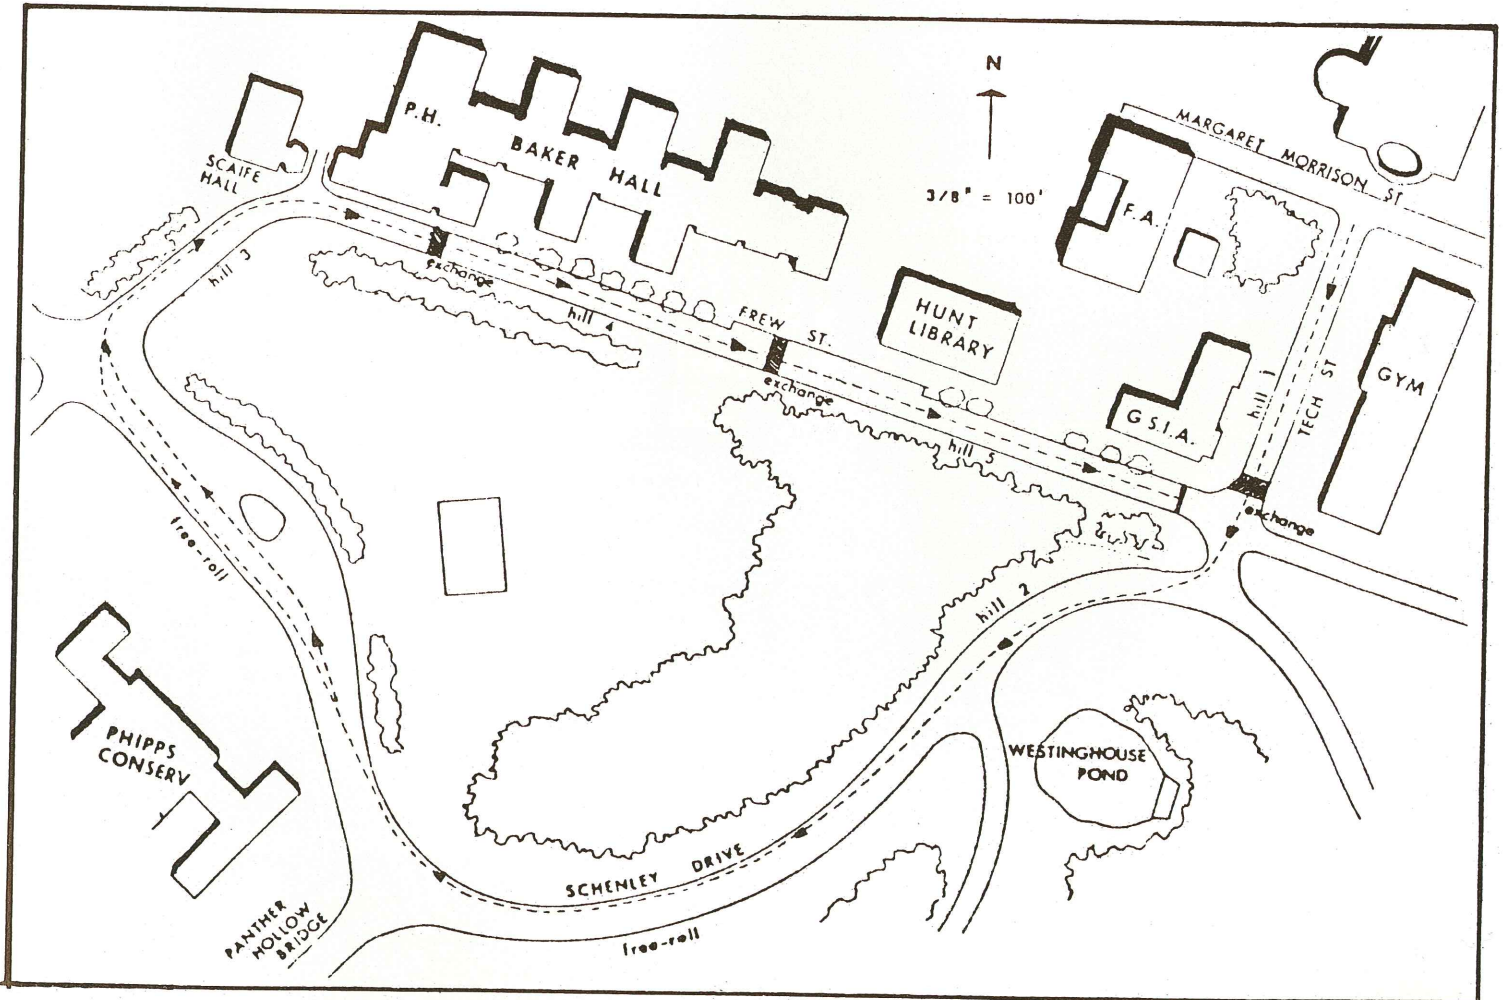 N
3/8" = 100'
P.H.
BAKER HALL
SCAIFE
HALL
MARGARET MORRISON ST
F.A.
hill 3
exchange
hill 4
FREW ST.
HUNT
LIBRARY
exchange
hill 5
G.S.I.A.
hill 1
TECH ST
GYM
exchange
free-roll
hill 2
PHIPPS
CONSERV
WESTINGHOUSE
POND
SCHENLEY DRIVE
free-roll
PANTHER
HOLLOW
BRIDGE